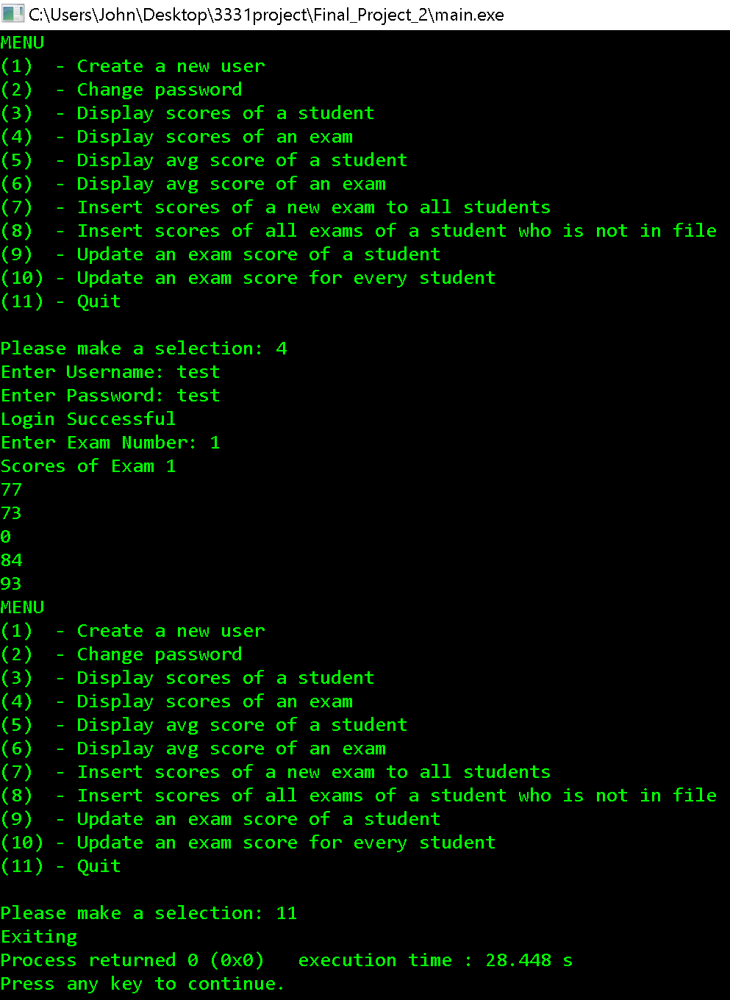 C:\Users\John\Desktop\3331project\Final_Project_2\main.exe
MENU
(1)  - Create a new user
(2)  - Change password
(3)  - Display scores of a student
(4)  - Display scores of an exam
(5)  - Display avg score of a student
(6)  - Display avg score of an exam
(7)  - Insert scores of a new exam to all students
(8)  - Insert scores of all exams of a student who is not in file
(9)  - Update an exam score of a student
(10) - Update an exam score for every student
(11) - Quit
Please make a selection: 4
Enter Username: test
Enter Password: test
Login Successful
Enter Exam Number: 1
Scores of Exam 1
77
73
0
84
93
MENU
(1)  - Create a new user
(2)  - Change password
(3)  - Display scores of a student
(4)  - Display scores of an exam
(5)  - Display avg score of a student
(6)  - Display avg score of an exam
(7)  - Insert scores of a new exam to all students
(8)  - Insert scores of all exams of a student who is not in file
(9)  - Update an exam score of a student
(10) - Update an exam score for every student
(11) - Quit
Please make a selection: 11
Exiting
Process returned 0 (0x0)   execution time : 28.448 s
Press any key to continue.